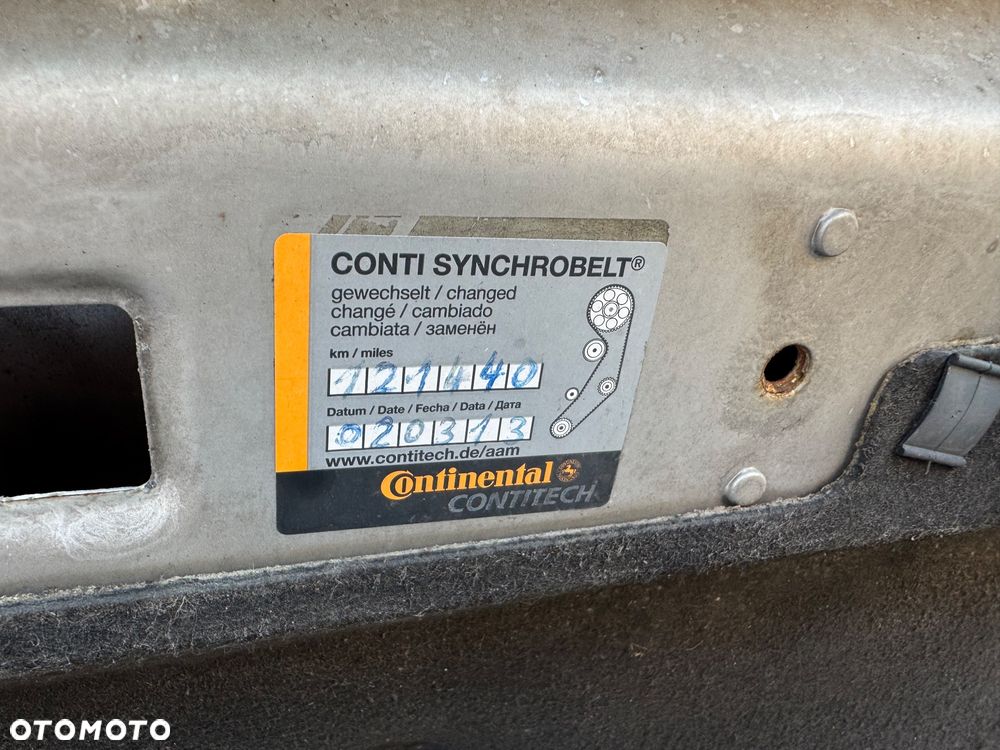 CONTI SYNCHROBELT®
gewechselt / changed
changé / cambiado
cambiata / заменён
km / miles
121440
Datum / Date / Fecha / Data / Дата
020313
www.contitech.de/aam
Continental
CONTITECH
OTOMOTO